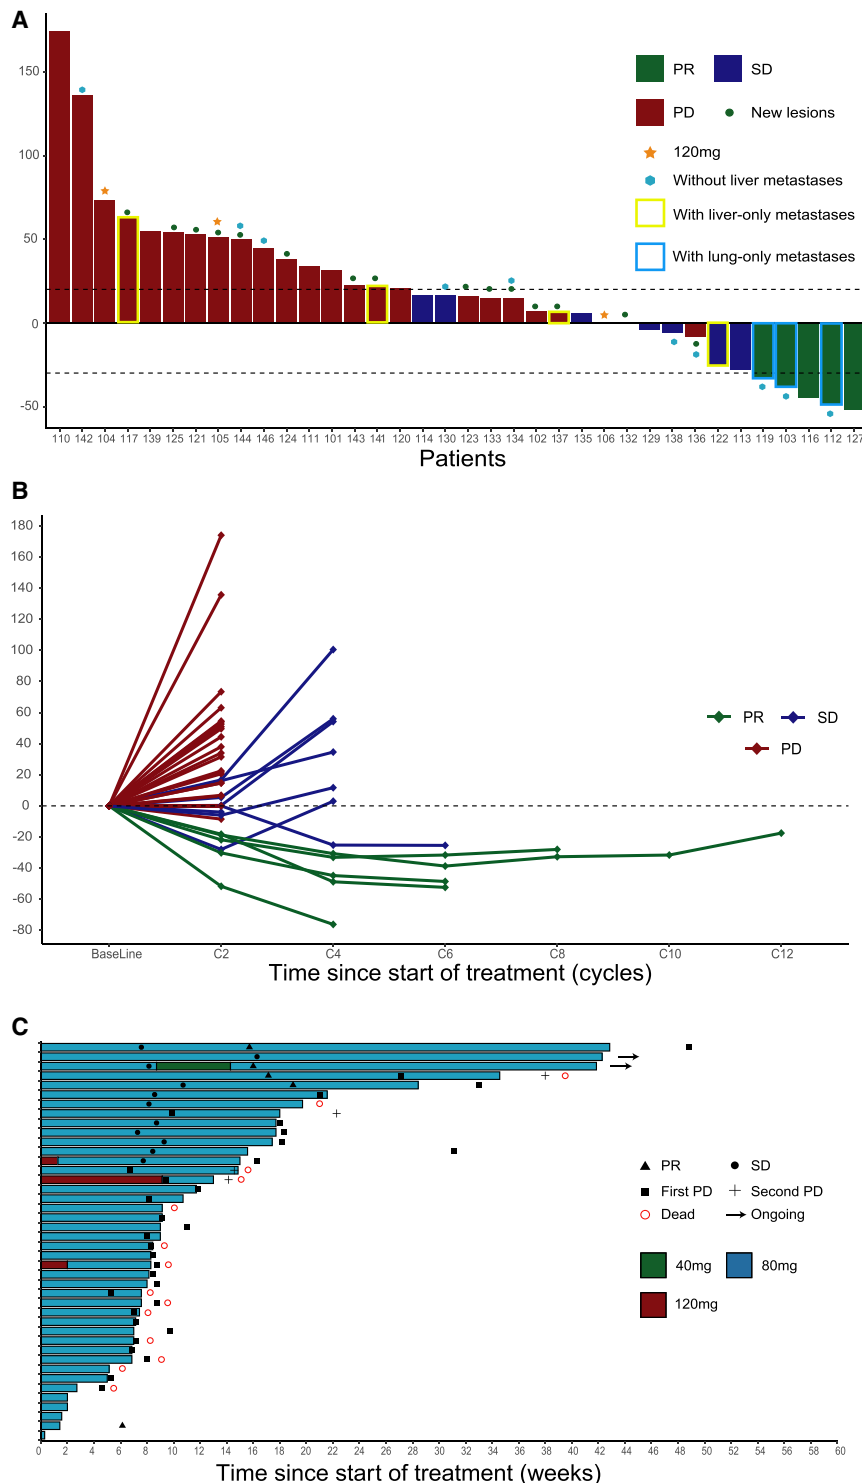 A
150
100
50
0
-50
PR SD
PD New lesions
120mg
Without liver metastases
With liver-only metastases
With lung-only metastases
110 142 104 117 139 125 121 105 144 146 124 111 101 143 141 120 114 130 123 133 134 102 137 135 106 132 129 138 136 122 113 119 103 116 112 127
Patients
B
180
160
140
120
100
80
60
40
20
0
-20
-40
-60
-80
PR SD
PD
BaseLine C2 C4 C6 C8 C10 C12
Time since start of treatment (cycles)
C
PR SD
First PD Second PD
Dead Ongoing
40mg 80mg
120mg
0 2 4 6 8 10 12 14 16 18 20 22 24 26 28 30 32 34 36 38 40 42 44 46 48 50 52 54 56 58 60
Time since start of treatment (weeks)